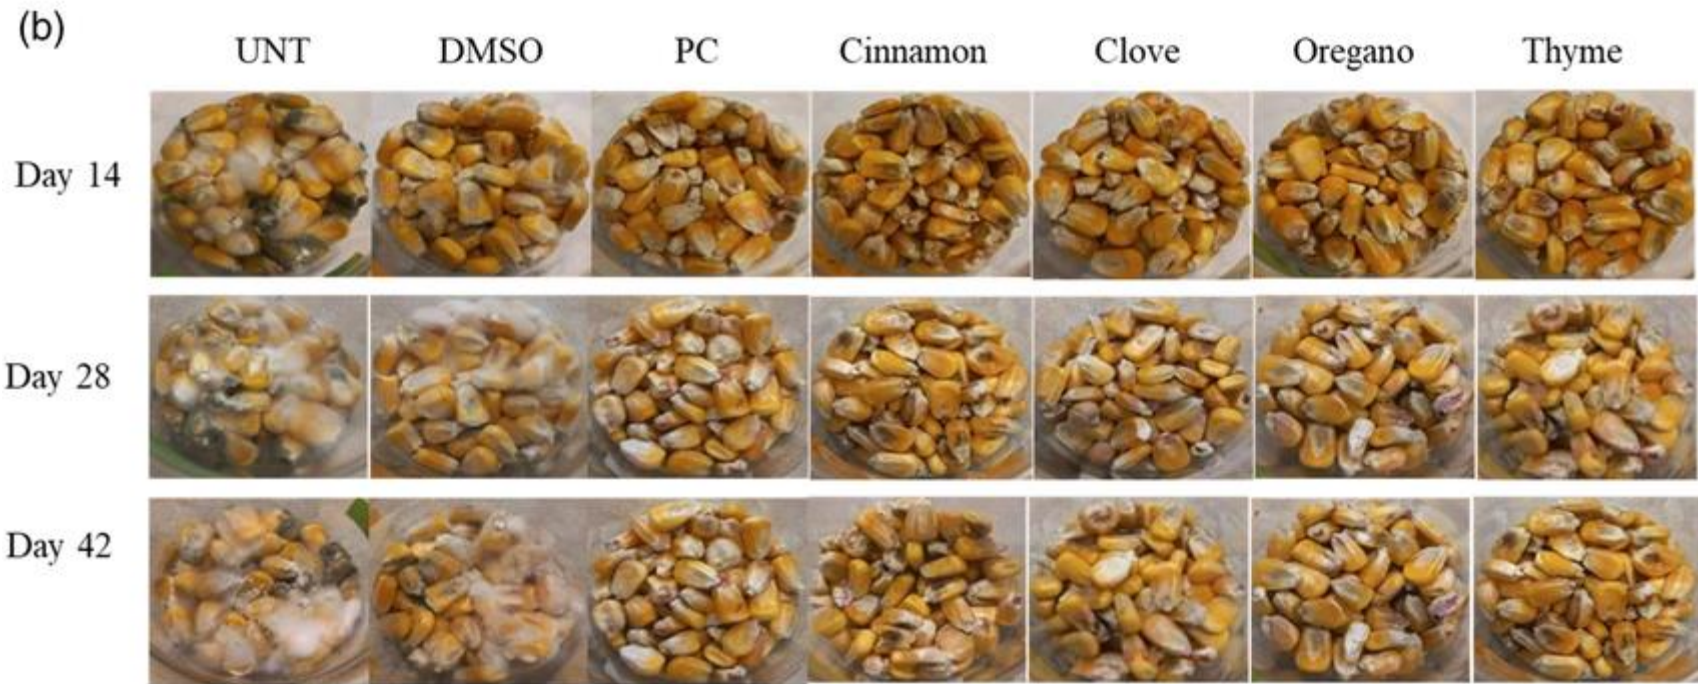 (b)
UNT DMSO PC Cinnamon Clove Oregano Thyme
Day 14
Day 28
Day 42